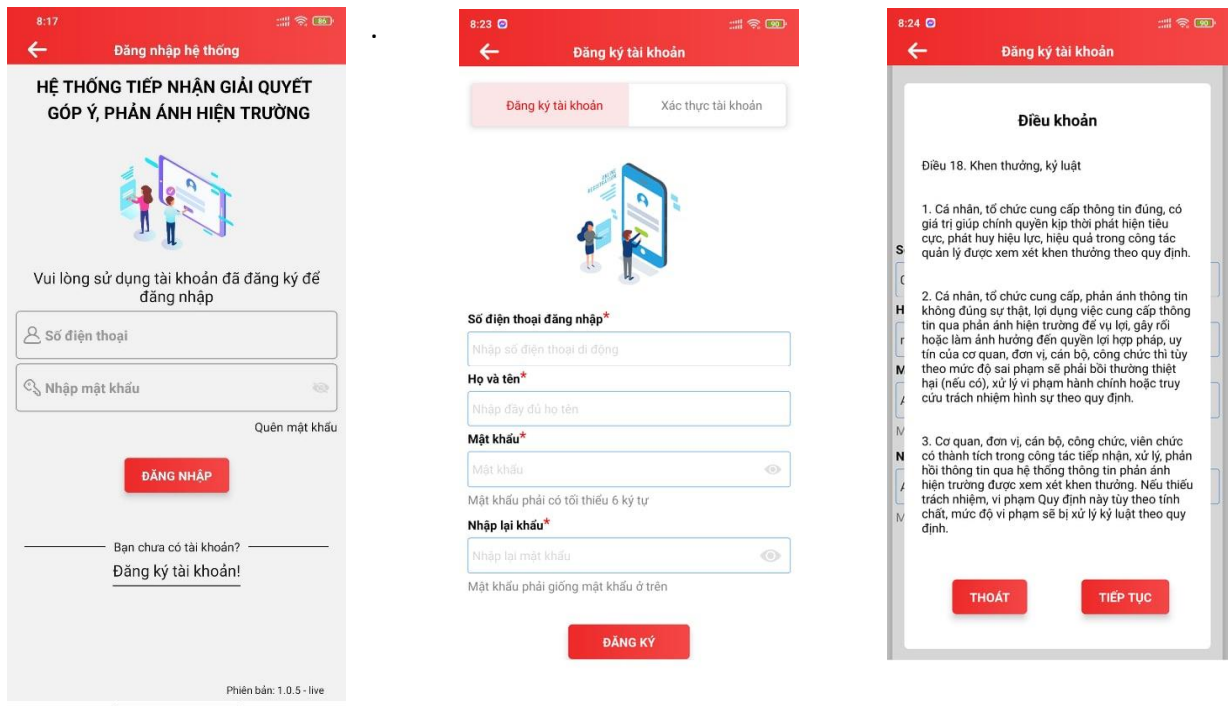 8:17
86
Đăng nhập hệ thống
HỆ THỐNG TIẾP NHẬN GIẢI QUYẾT
GÓP Ý, PHẢN ÁNH HIỆN TRƯỜNG
Vui lòng sử dụng tài khoản đã đăng ký để
đăng nhập
Số điện thoại
Nhập mật khẩu
Quên mật khẩu
ĐĂNG NHẬP
Bạn chưa có tài khoản?
Đăng ký tài khoản!
Phiên bản: 1.0.5 - live
.
8:23
90
Đăng ký tài khoản
Đăng ký tài khoản
Xác thực tài khoản
ONLINE
REGISTRATION
Số điện thoại đăng nhập*
Nhập số điện thoại di động
Họ và tên*
Nhập đầy đủ họ tên
Mật khẩu*
Mật khẩu
Mật khẩu phải có tối thiểu 6 ký tự
Nhập lại khẩu*
Nhập lại mật khẩu
Mật khẩu phải giống mật khẩu ở trên
ĐĂNG KÝ
8:24
90
Đăng ký tài khoản
Điều khoản
Điều 18. Khen thưởng, kỷ luật
1. Cá nhân, tổ chức cung cấp thông tin đúng, có
giá trị giúp chính quyền kịp thời phát hiện tiêu
cực, phát huy hiệu lực, hiệu quả trong công tác
quản lý được xem xét khen thưởng theo quy định.
2. Cá nhân, tổ chức cung cấp, phản ánh thông tin
không đúng sự thật, lợi dụng việc cung cấp thông
tin qua phản ánh hiện trường để vụ lợi, gây rối
hoặc làm ảnh hưởng đến quyền lợi hợp pháp, uy
tín của cơ quan, đơn vị, cán bộ, công chức thì tùy
theo mức độ sai phạm sẽ phải bồi thường thiệt
hại (nếu có), xử lý vi phạm hành chính hoặc truy
cứu trách nhiệm hình sự theo quy định.
3. Cơ quan, đơn vị, cán bộ, công chức, viên chức
có thành tích trong công tác tiếp nhận, xử lý, phản
hồi thông tin qua hệ thống thông tin phản ánh
hiện trường được xem xét khen thưởng. Nếu thiếu
trách nhiệm, vi phạm Quy định này tùy theo tính
chất, mức độ vi phạm sẽ bị xử lý kỷ luật theo quy
định.
THOÁT
TIẾP TỤC